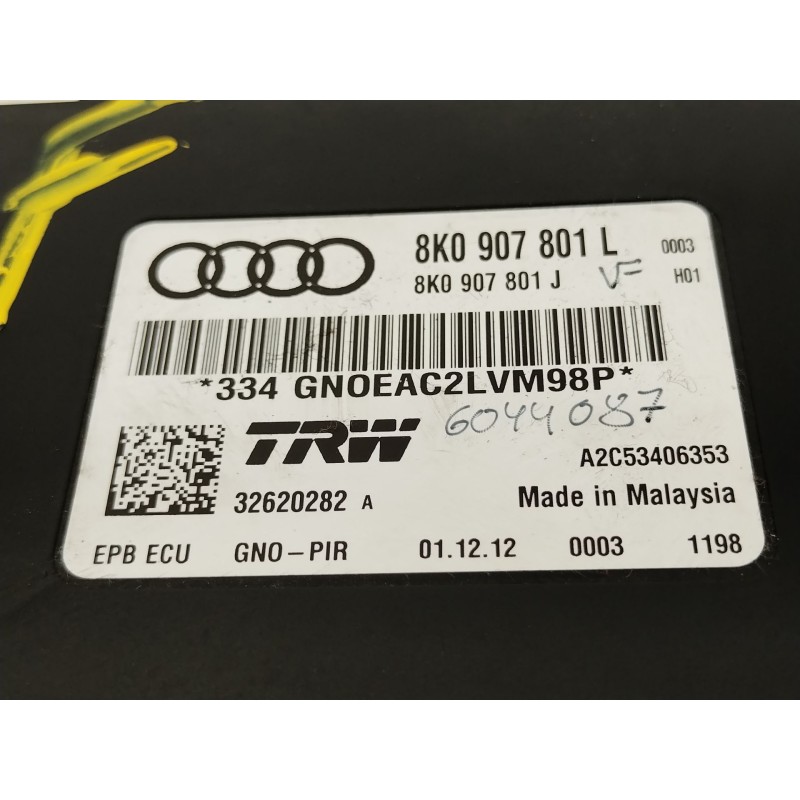 8K0 907 801 L 0003
8K0 907 801 J VF H01
*334 GNOEAC2LVM98P*
TRW 6044087
A2C53406353
32620282 A Made in Malaysia
EPB ECU GNO-PIR 01.12.12 0003 1198